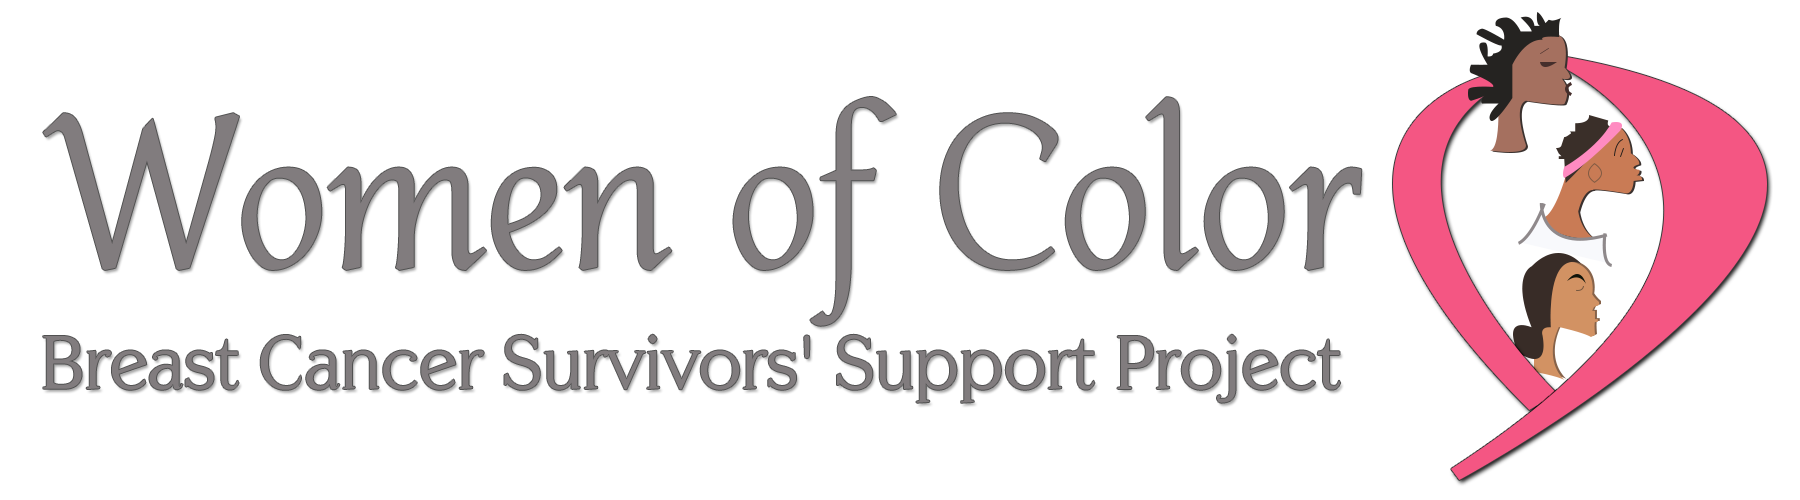 Women of Color
Breast Cancer Survivors' Support Project